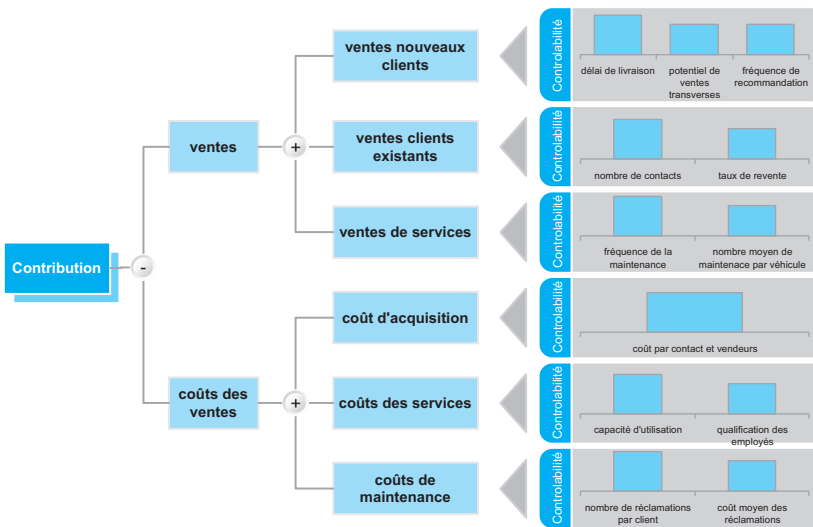 Contribution
-
ventes
+
ventes nouveaux
clients
ventes clients
existants
ventes de services
coûts des
ventes
+
coût d'acquisition
coûts des services
coûts de
maintenance
Controlabilité
délai de livraison
potentiel de
ventes
transverses
fréquence de
recommandation
Controlabilité
nombre de contacts
taux de revente
Controlabilité
fréquence de la
maintenance
nombre moyen de
maintenace par véhicule
Controlabilité
coût par contact et vendeurs
Controlabilité
capacité d'utilisation
qualification des
employés
Controlabilité
nombre de réclamations
par client
coût moyen des
réclamations